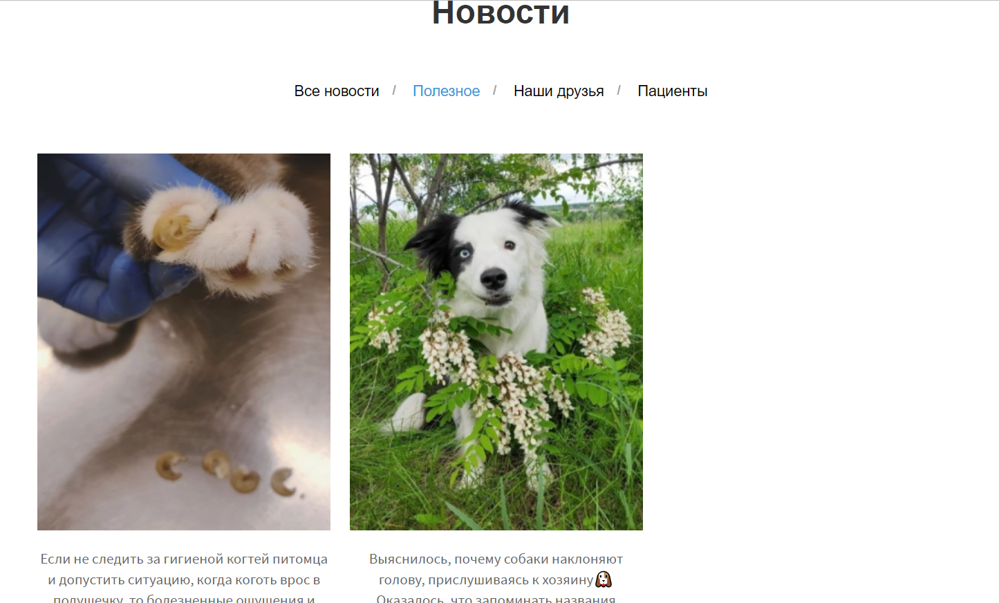 Новости
Все новости / Полезное / Наши друзья / Пациенты
Если не следить за гигиеной когтей питомца
и допустить ситуацию, когда коготь врос в
подушечку, то болезненные ощущения и
Выяснилось, почему собаки наклоняют
голову, прислушиваясь к хозяину
Оказалось, что запоминать названия